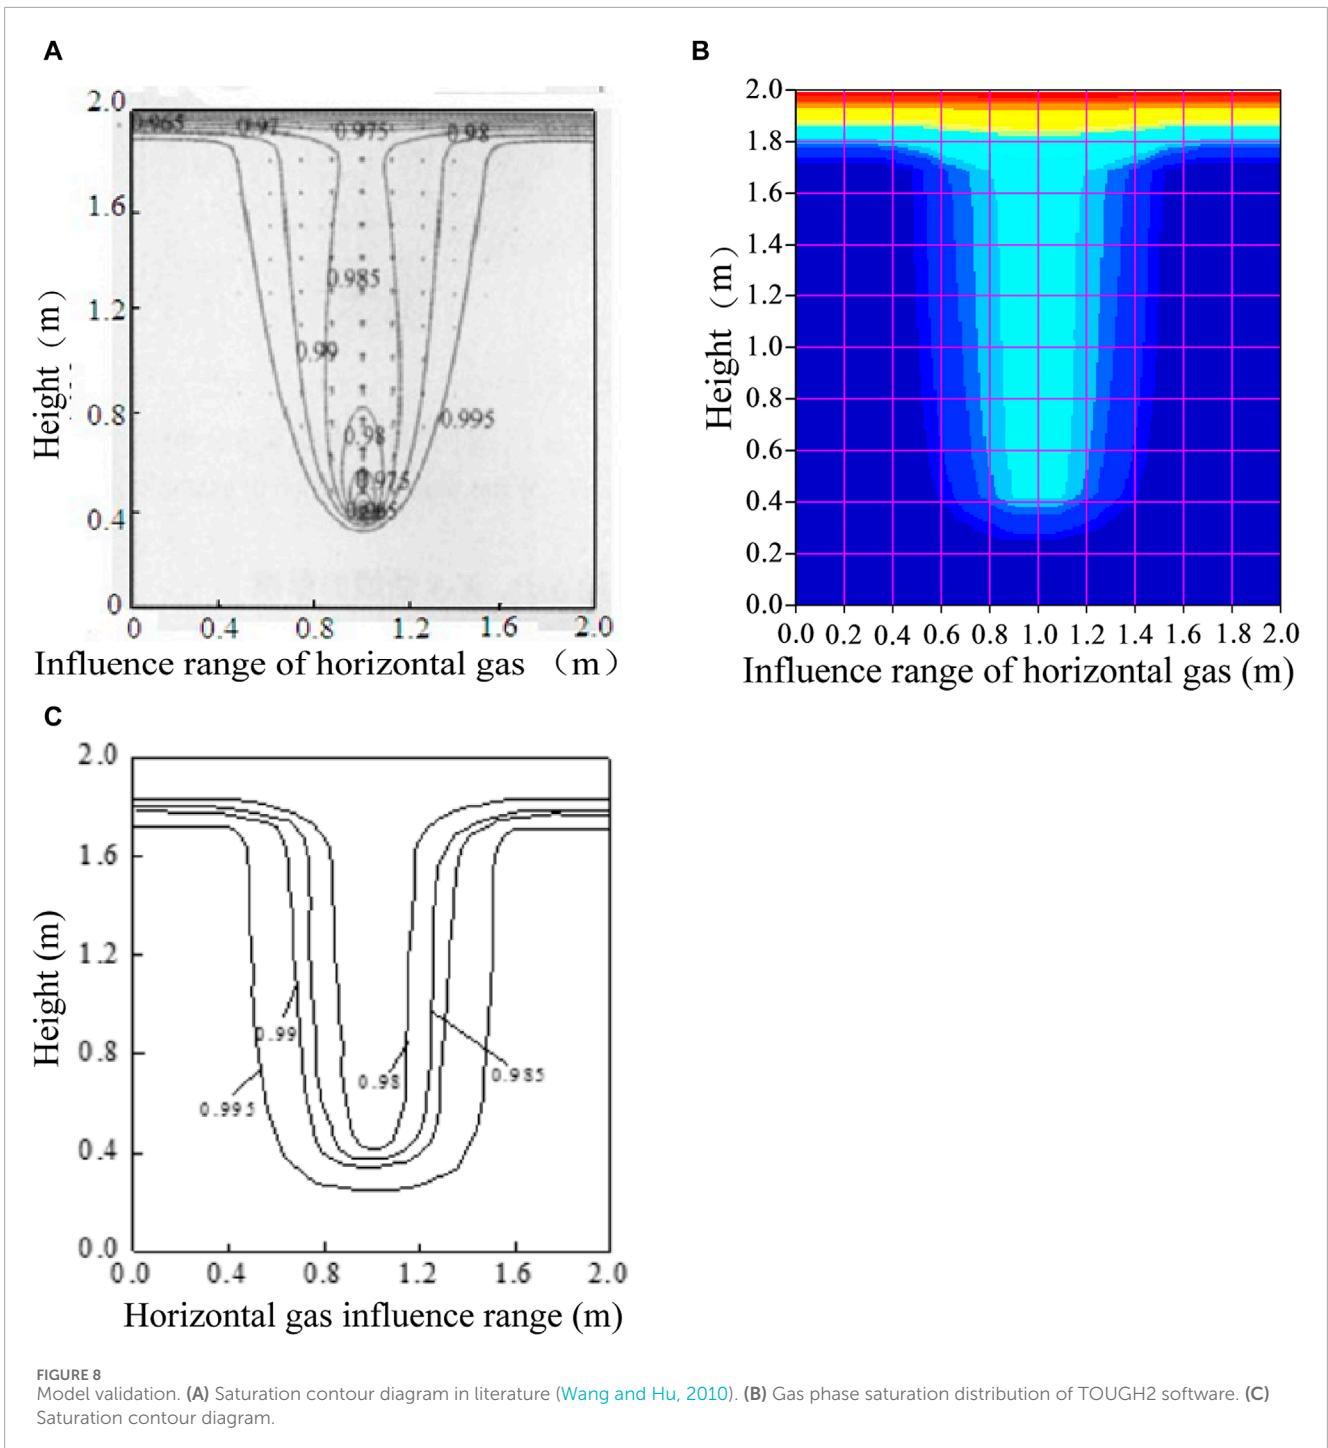 A
2.0
1.6
1.2
0.8
0.4
0
0.965
0.97
0.975
0.98
0.985
0.99
0.995
0.98
0.975
0 0.4 0.8 1.2 1.6 2.0
Height (m)
Influence range of horizontal gas (m)
B
2.0
1.8
1.6
1.4
1.2
1.0
0.8
0.6
0.4
0.2
0.0
0.0 0.2 0.4 0.6 0.8 1.0 1.2 1.4 1.6 1.8 2.0
Height (m)
Influence range of horizontal gas (m)
C
2.0
1.6
1.2
0.8
0.4
0.0
0.99
0.98
0.985
0.995
0.0 0.4 0.8 1.2 1.6 2.0
Height (m)
Horizontal gas influence range (m)
FIGURE 8
Model validation. (A) Saturation contour diagram in literature (Wang and Hu, 2010). (B) Gas phase saturation distribution of TOUGH2 software. (C)
Saturation contour diagram.